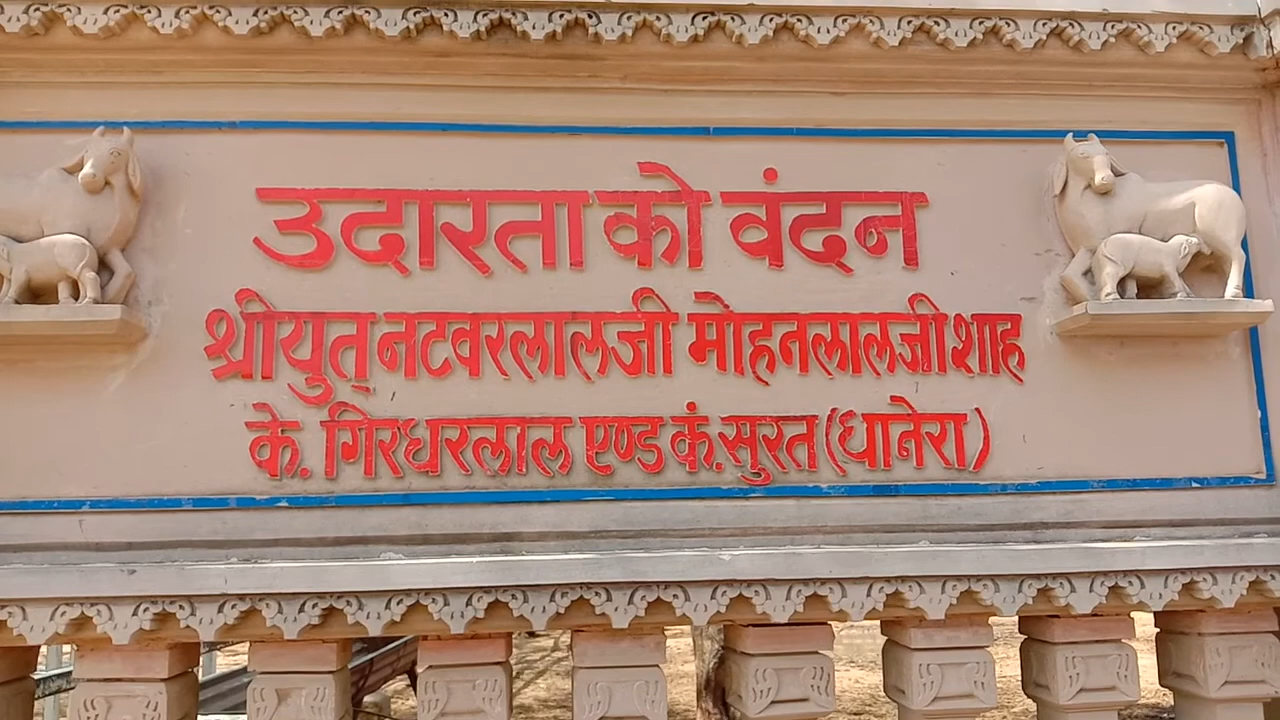 उदारता को वंदन
श्रीयुत् नटवरलालजी मोहनलालजी शाह
के. गिरधरलाल एण्ड कं. सुरत (धानेरा)